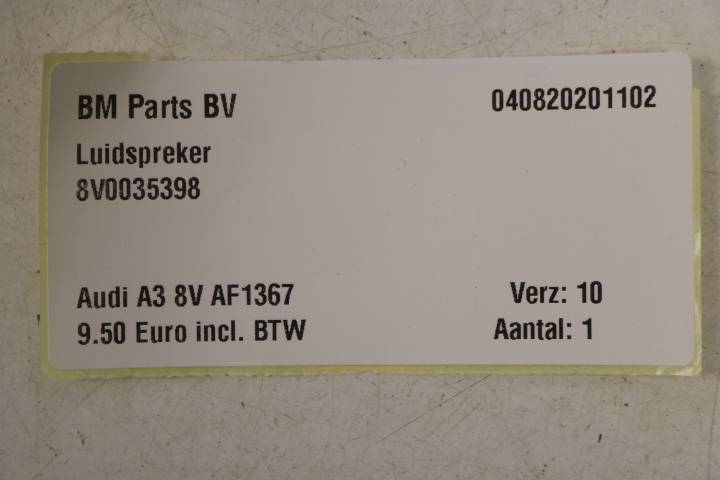 BM Parts BV 040820201102
Luidspreker
8V0035398
Audi A3 8V AF1367 Verz: 10
9.50 Euro incl. BTW Aantal: 1